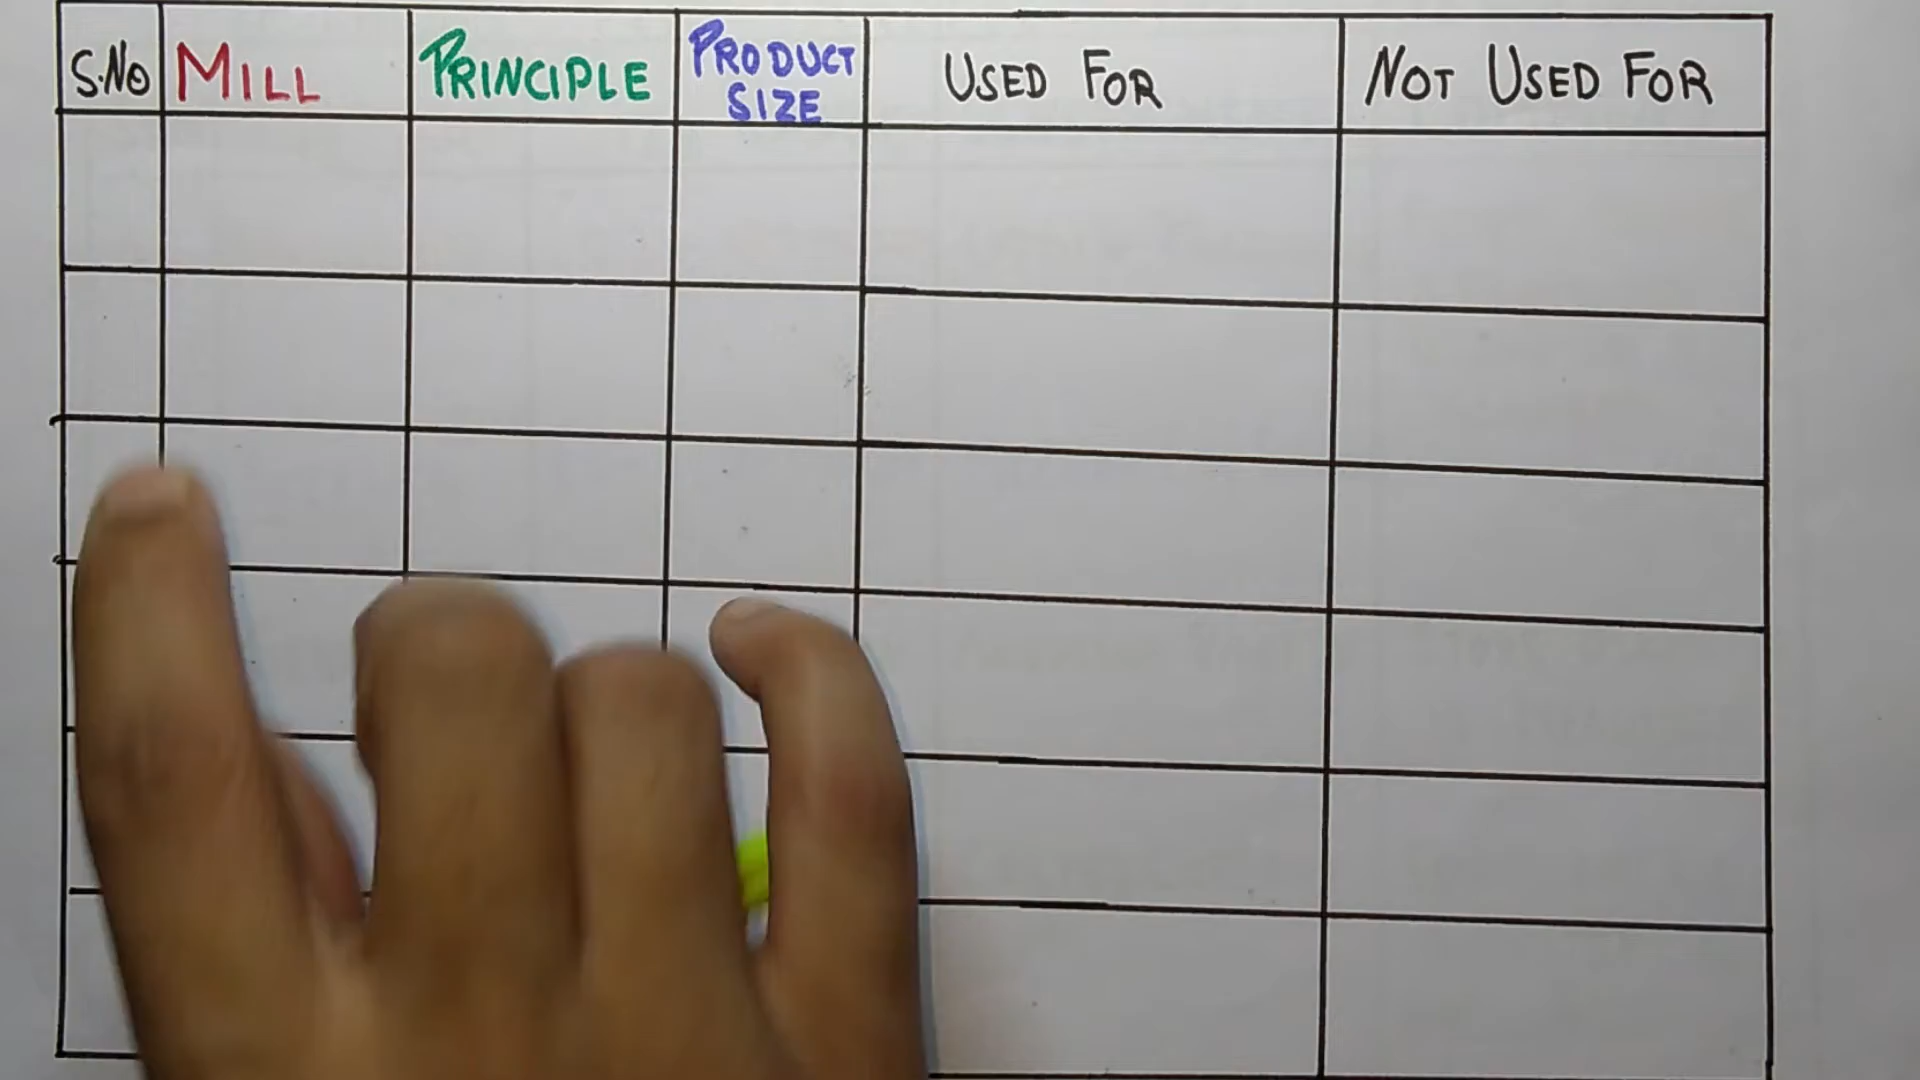 S.NO
MILL
PRINCIPLE
PRODUCT
SIZE
USED FOR
NOT USED FOR